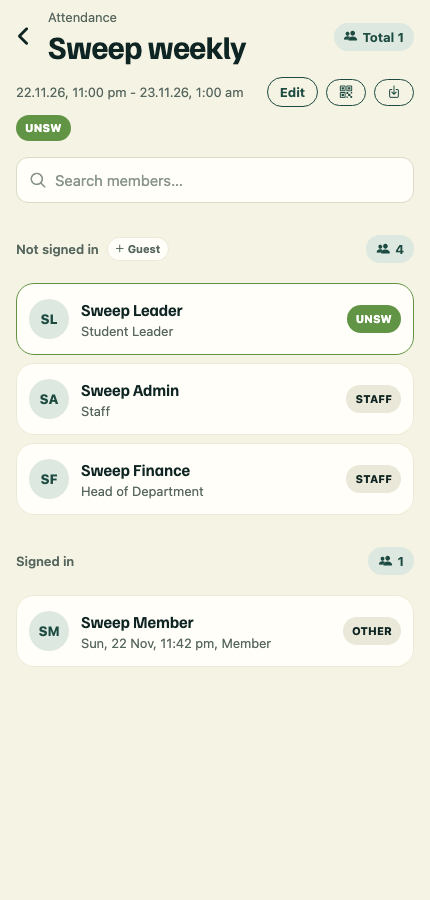 Attendance
Sweep weekly
Total 1
22.11.26, 11:00 pm - 23.11.26, 1:00 am
Edit
UNSW
Search members...
Not signed in
+ Guest
4
SL
Sweep Leader
Student Leader
UNSW
SA
Sweep Admin
Staff
STAFF
SF
Sweep Finance
Head of Department
STAFF
Signed in
1
SM
Sweep Member
Sun, 22 Nov, 11:42 pm, Member
OTHER